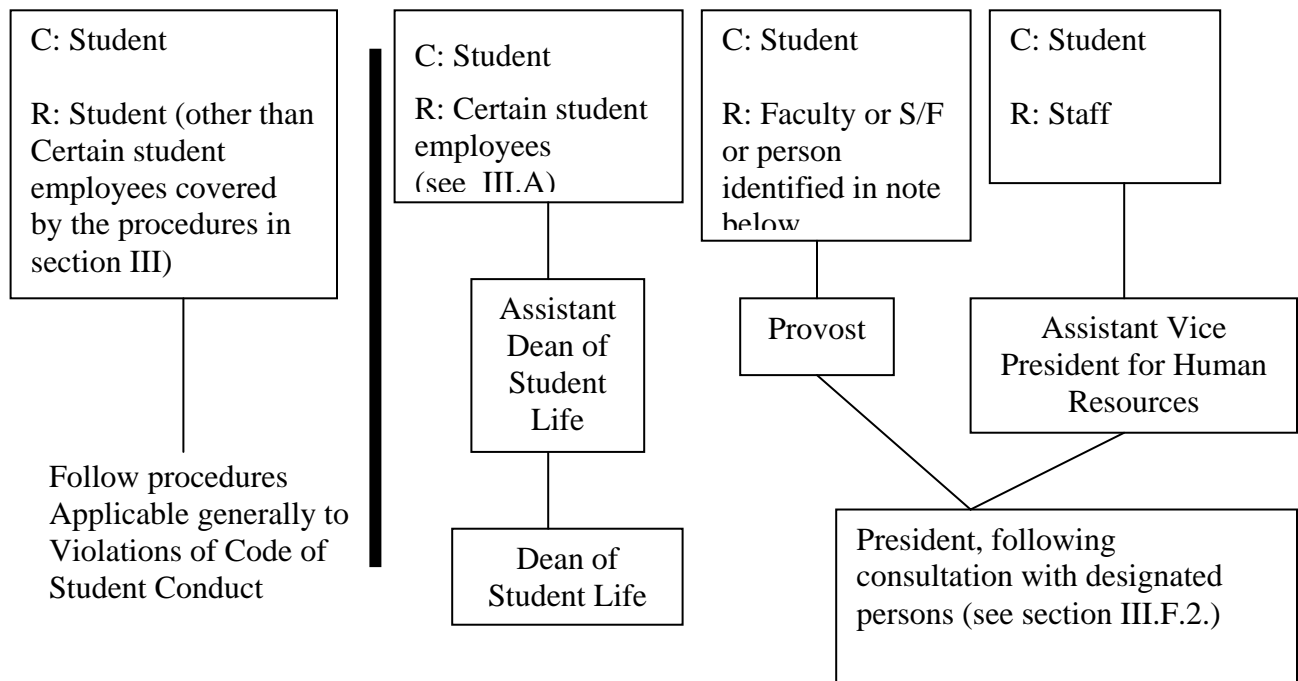 C: Student
R: Student (other than
Certain student
employees covered
by the procedures in
section III)
Follow procedures
Applicable generally to
Violations of Code of
Student Conduct
C: Student
R: Certain student
employees
(see III.A)
Assistant
Dean of
Student
Life
Dean of
Student Life
C: Student
R: Faculty or S/F
or person
identified in note
below
Provost
C: Student
R: Staff
Assistant Vice
President for Human
Resources
President, following
consultation with designated
persons (see section III.F.2.)